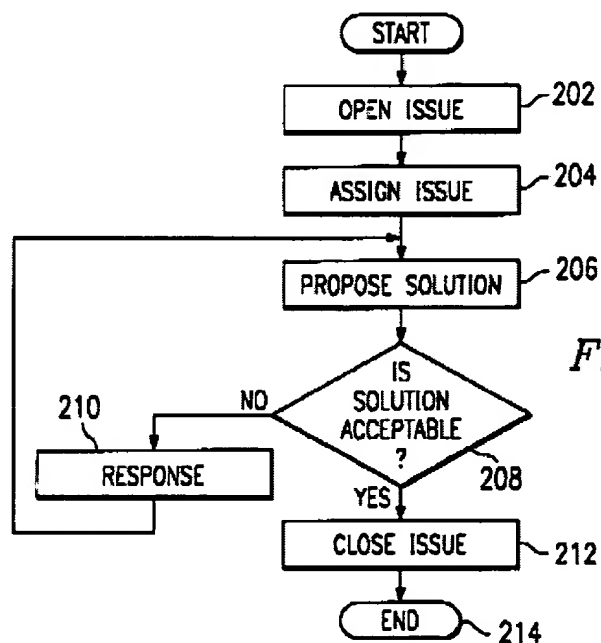 START
OPEN ISSUE
202
ASSIGN ISSUE
204
PROPOSE SOLUTION
206
F
IS
SOLUTION
ACCEPTABLE
?
208
NO
210
RESPONSE
YES
CLOSE ISSUE
212
END
214